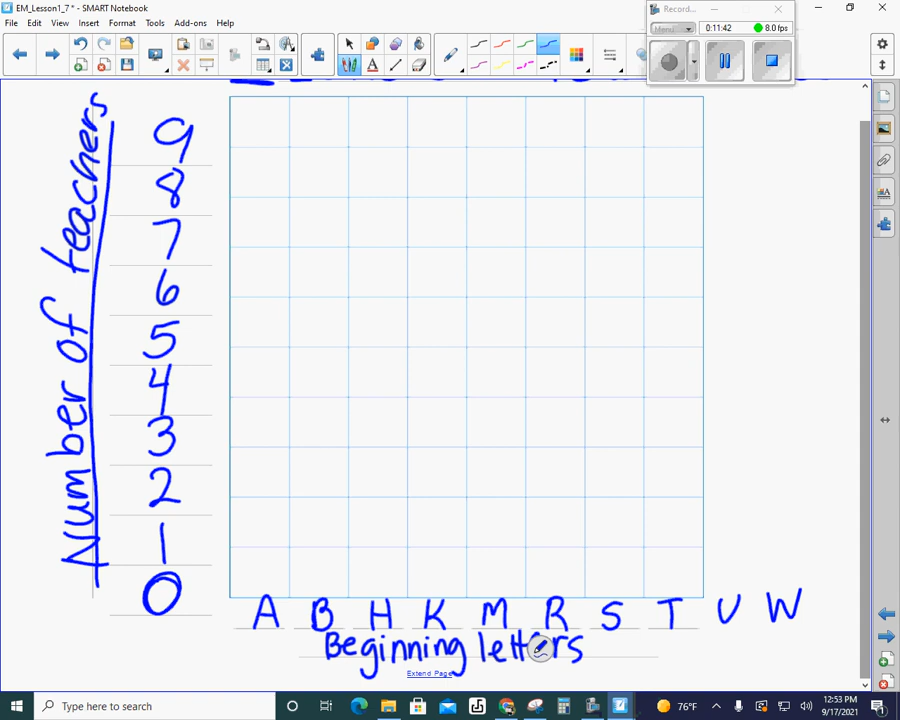 EM_Lesson1_7 * - SMART Notebook
File Edit View Insert Format Tools Add-ons Help
Record...
Menu
0:11:42 8.0 fps
Number of teachers
9
8
7
6
5
4
3
2
1
0
A B H K M R S T U W
Beginning letters
Extend Page
Type here to search
76°F
12:53 PM
9/17/2021